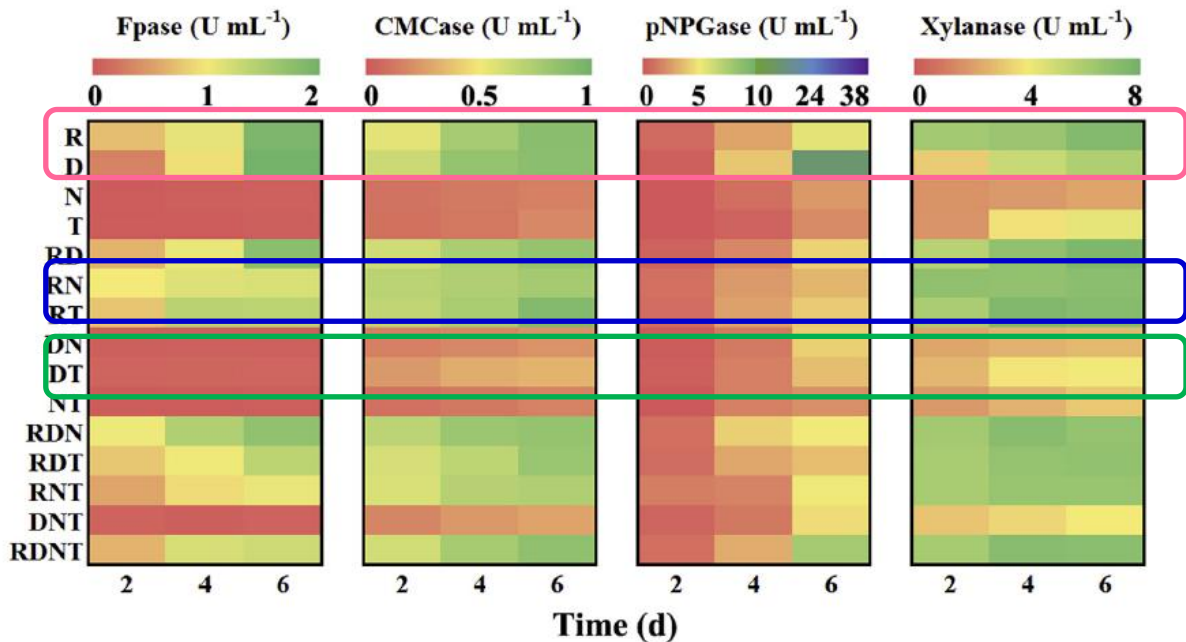 Fpase (U mL⁻¹) CMCase (U mL⁻¹) pNPGase (U mL⁻¹) Xylanase (U mL⁻¹)
0 1 2 0 0.5 1 0 5 10 24 38 0 4 8
R
D
N
T
RD
RN
RT
DN
DT
NT
RDN
RDT
RNT
DNT
RDNT
2 4 6 2 4 6 2 4 6 2 4 6
Time (d)